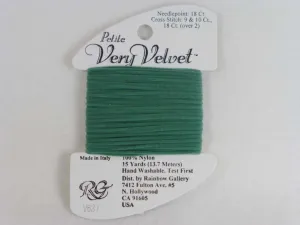 Needlepoint: 18 Ct.
Cross Stitch: 9 & 10 Ct.,
18 Ct. (over 2)
Petite
Very Velvet™
Made in Italy
100% Nylon
15 Yards (13.7 Meters)
Hand Washable. Test First
Dist. by Rainbow Gallery
7412 Fulton Ave. #5
N. Hollywood
CA 91605
USA
RG